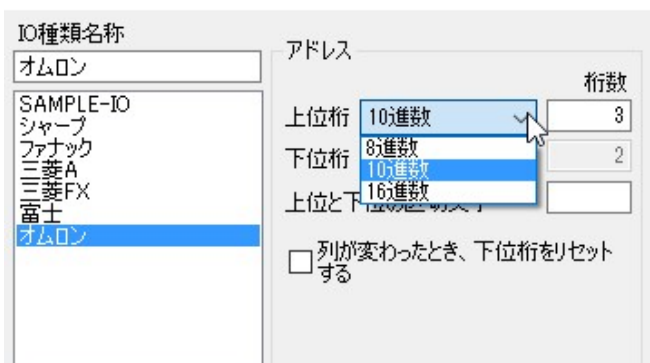 IO種類名称
オムロン
SAMPLE-IO
シャープ
ファナック
三菱A
三菱FX
富士
オムロン
アドレス
桁数
上位桁 10進数 3
8進数
10進数
16進数
下位桁 2
上位と下位の区切文字
列が変わったとき、下位桁をリセット
する